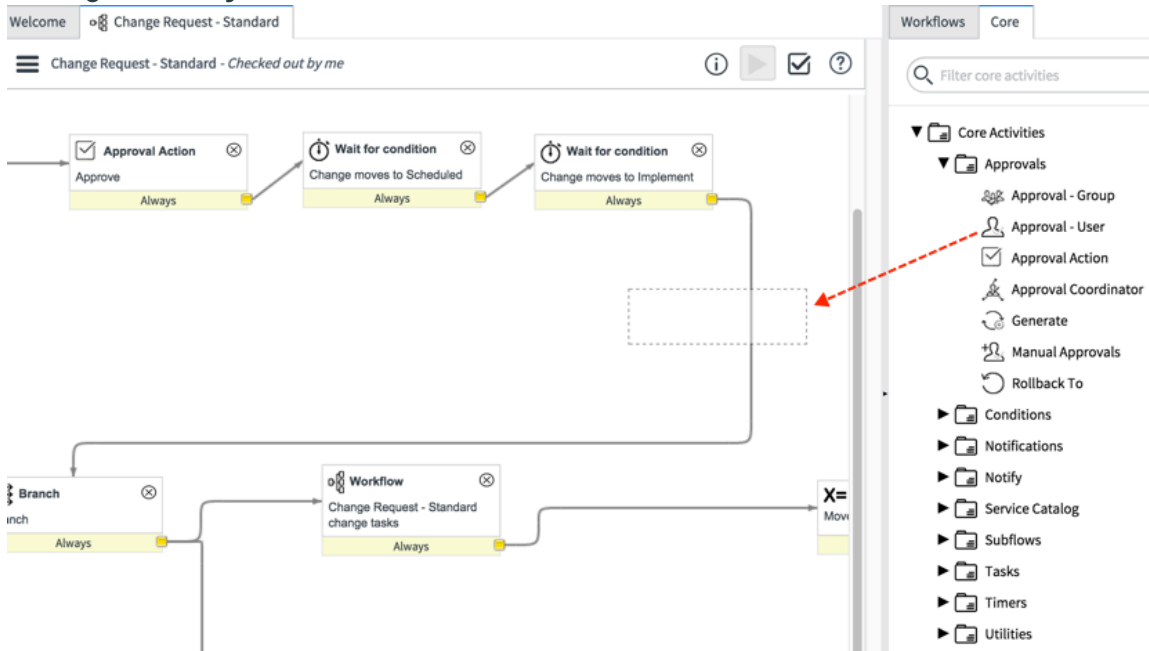 Welcome
Change Request - Standard
Workflows
Core
Change Request - Standard - Checked out by me
Filter core activities
Core Activities
Approvals
Approval - Group
Approval - User
Approval Action
Approval Coordinator
Generate
Manual Approvals
Rollback To
Conditions
Notifications
Notify
Service Catalog
Subflows
Tasks
Timers
Utilities
Approval Action
Approve
Always
Wait for condition
Change moves to Scheduled
Always
Wait for condition
Change moves to Implement
Always
Branch
nch
Always
Workflow
Change Request - Standard
change tasks
Always
X=
Move